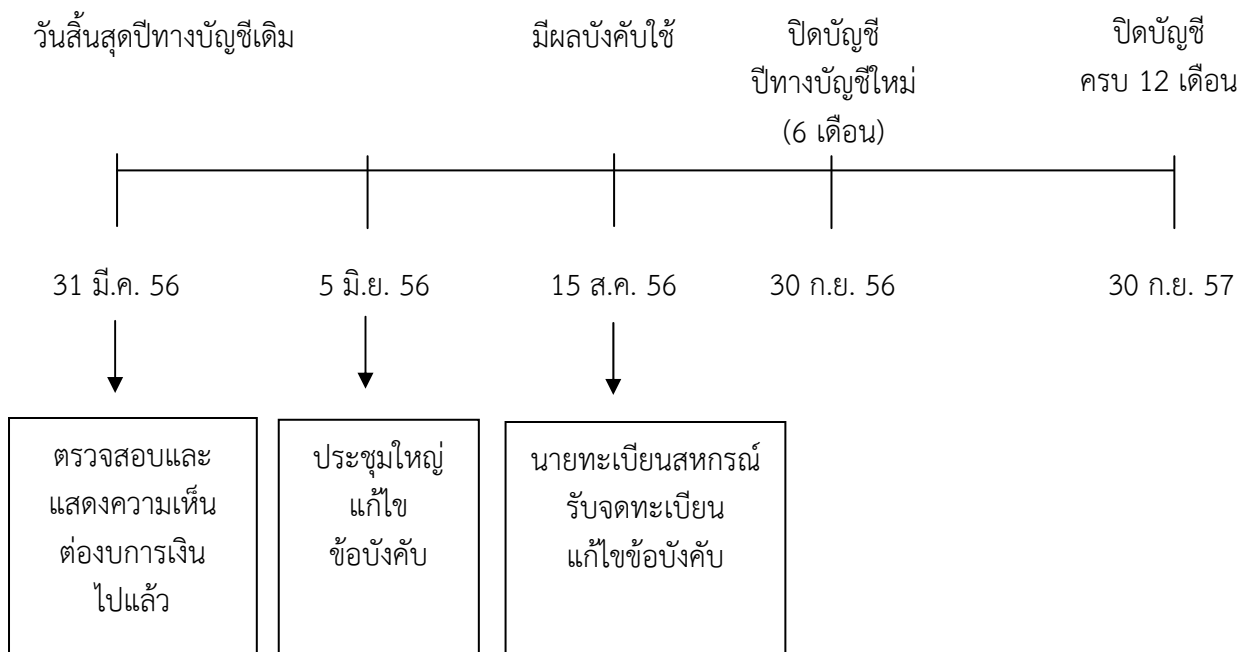 วันสิ้นสุดปีทางบัญชีเดิม
มีผลบังคับใช้
ปิดบัญชี
ปีทางบัญชีใหม่
(6 เดือน)
ปิดบัญชี
ครบ 12 เดือน
31 มี.ค. 56
5 มิ.ย. 56
15 ส.ค. 56
30 ก.ย. 56
30 ก.ย. 57
ตรวจสอบและ
แสดงความเห็น
ต่องบการเงิน
ไปแล้ว
ประชุมใหญ่
แก้ไข
ข้อบังคับ
นายทะเบียนสหกรณ์
รับจดทะเบียน
แก้ไขข้อบังคับ